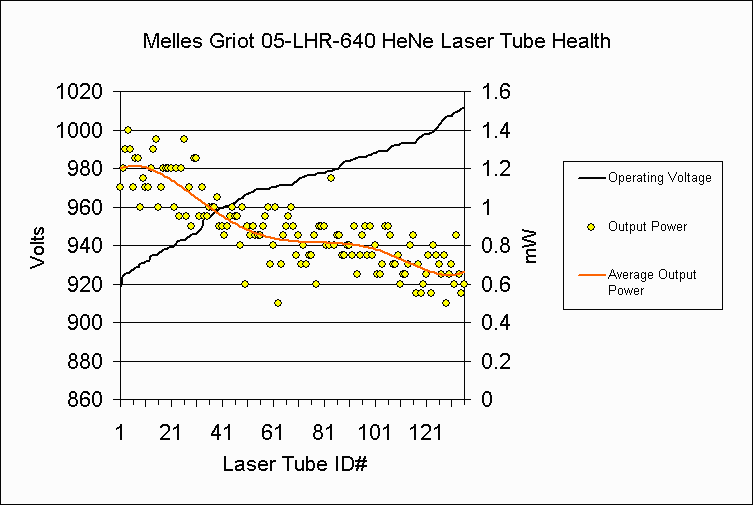 Melles Griot 05-LHR-640 HeNe Laser Tube Health
1020
1000
980
960
940
920
900
880
860
Volts
1.6
1.4
1.2
1
0.8
0.6
0.4
0.2
0
mW
1 21 41 61 81 101 121
Laser Tube ID#
Operating Voltage
Output Power
Average Output
Power